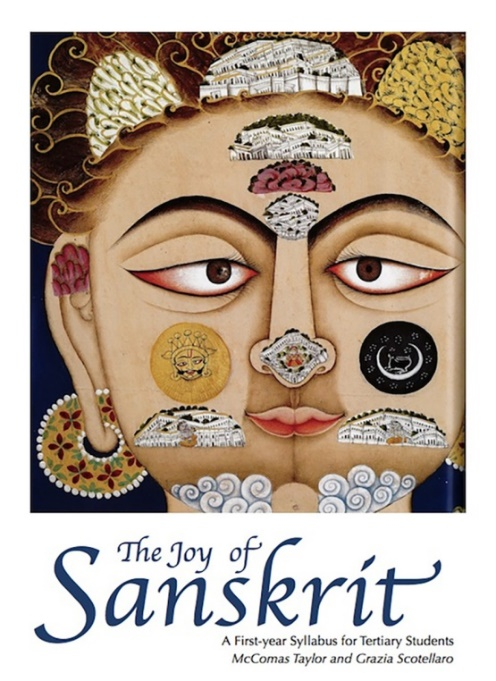 The Joy of
Sanskrit
A First-year Syllabus for Tertiary Students
McComas Taylor and Grazia Scotellaro